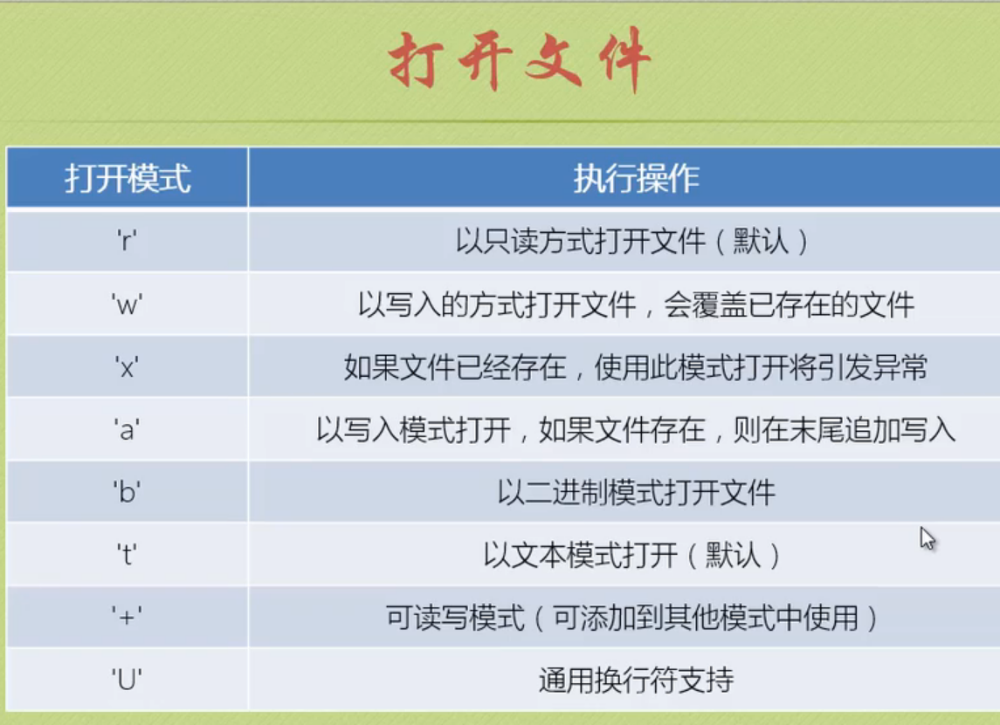 打开文件
打开模式 执行操作
'r' 以只读方式打开文件（默认）
'w' 以写入的方式打开文件，会覆盖已存在的文件
'x' 如果文件已经存在，使用此模式打开将引发异常
'a' 以写入模式打开，如果文件存在，则在末尾追加写入
'b' 以二进制模式打开文件
't' 以文本模式打开（默认）
'+' 可读写模式（可添加到其他模式中使用）
'U' 通用换行符支持